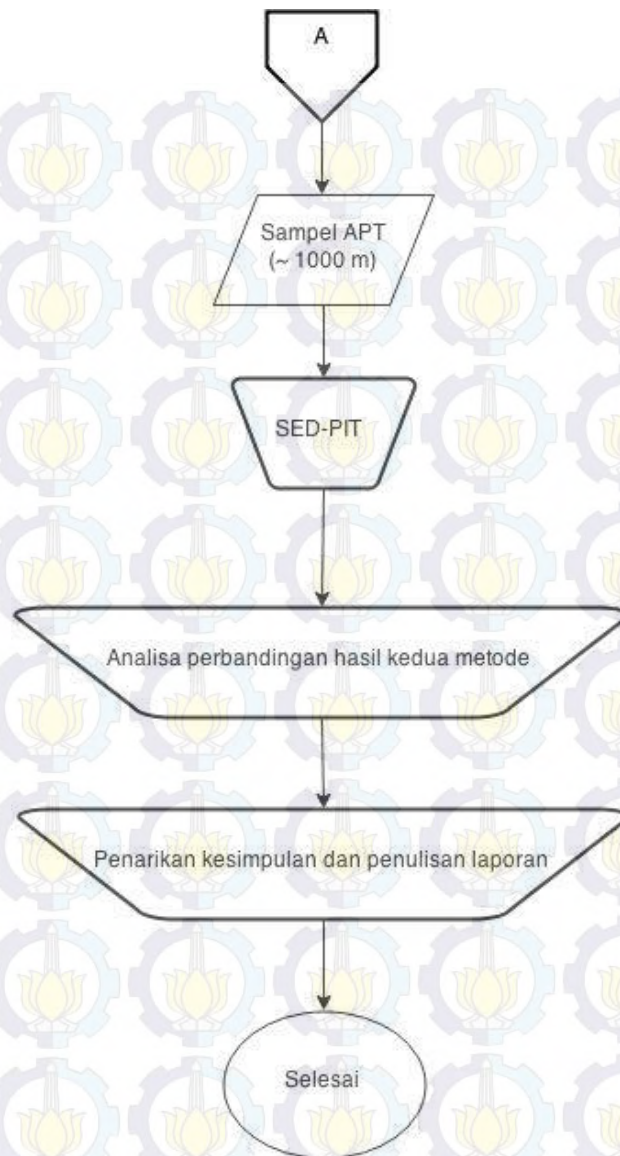 A
Sampel APT
(~ 1000 m)
SED-PIT
Analisa perbandingan hasil kedua metode
Penarikan kesimpulan dan penulisan laporan
Selesai